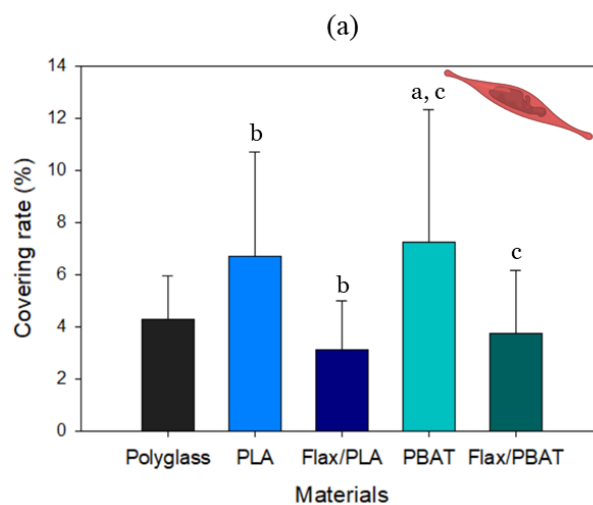 (a)
14
12
10
8
6
4
2
0
Covering rate (%)
b
b
a, c
c
Polyglass PLA Flax/PLA PBAT Flax/PBAT
Materials